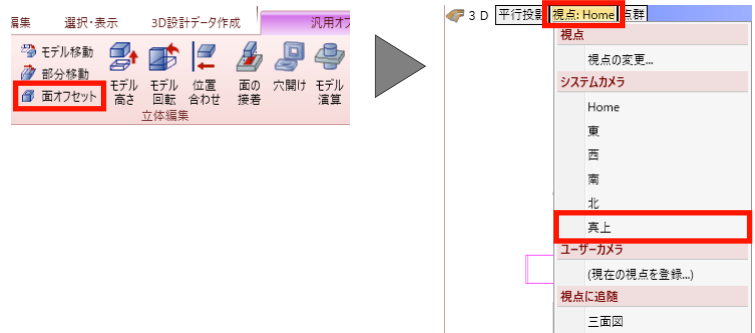 編集 選択・表示 3D設計データ作成 汎用オフ
モデル移動
部分移動
面オフセット
モデル高さ
モデル回転
位置合わせ
面の接着
穴開け
モデル演算
立体編集
3 D 平行投影 視点: Home 点群
視点
視点の変更...
システムカメラ
Home
東
西
南
北
真上
ユーザーカメラ
(現在の視点を登録...)
視点に追随
三面図